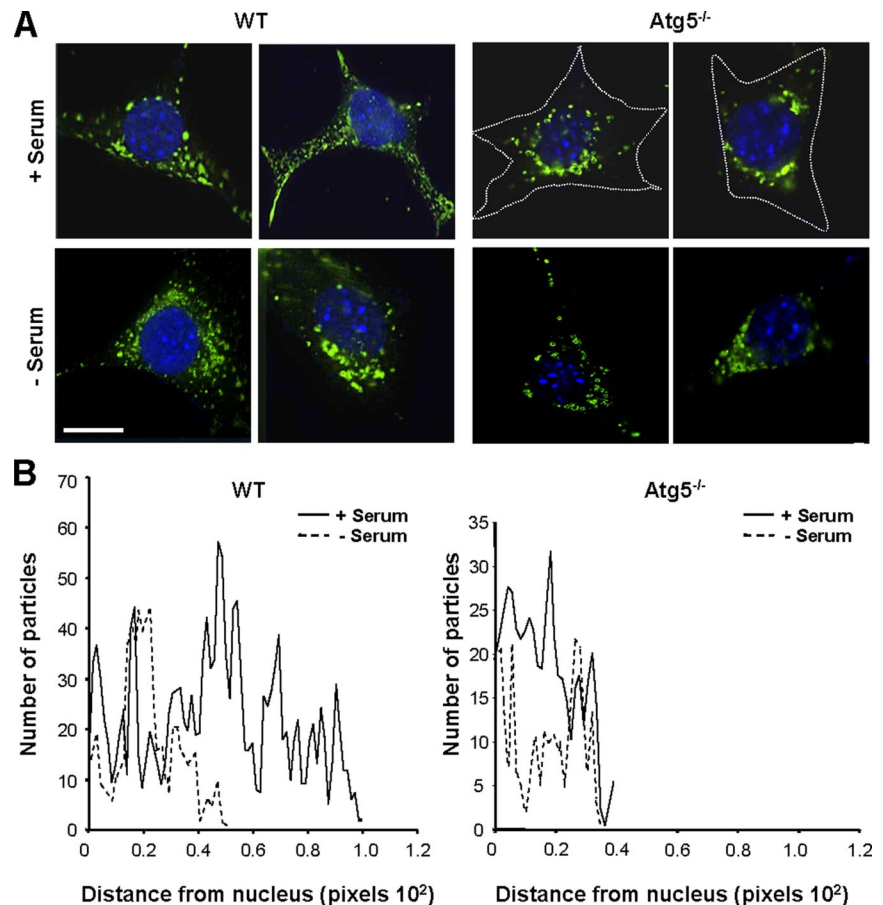 A
WT
Atg5-/-
+ Serum
- Serum
B
WT
+ Serum
- Serum
Number of particles
70
60
50
40
30
20
10
0
0 0.2 0.4 0.6 0.8 1.0 1.2
Distance from nucleus (pixels 10²)
Atg5-/-
+ Serum
- Serum
Number of particles
35
30
25
20
15
10
5
0
0 0.2 0.4 0.6 0.8 1.0 1.2
Distance from nucleus (pixels 10²)